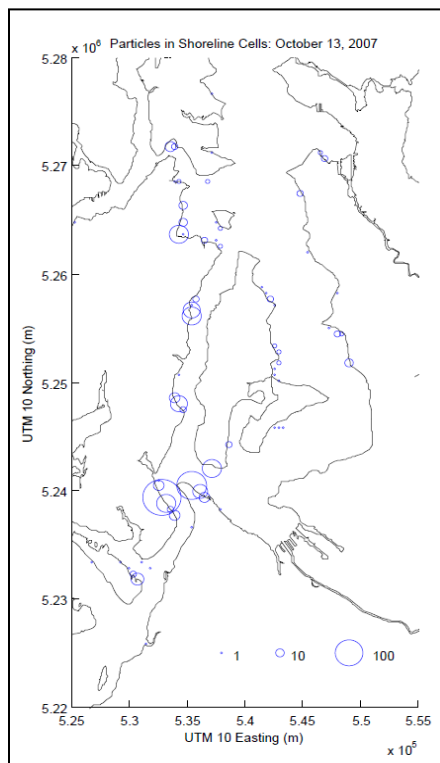 5.28 x 10⁶ Particles in Shoreline Cells: October 13, 2007
5.27
5.26
5.25
5.24
5.23
5.22
UTM 10 Northing (m)
1 10 100
5.25 5.3 5.35 5.4 5.45 5.5 5.55
UTM 10 Easting (m)
x 10⁵